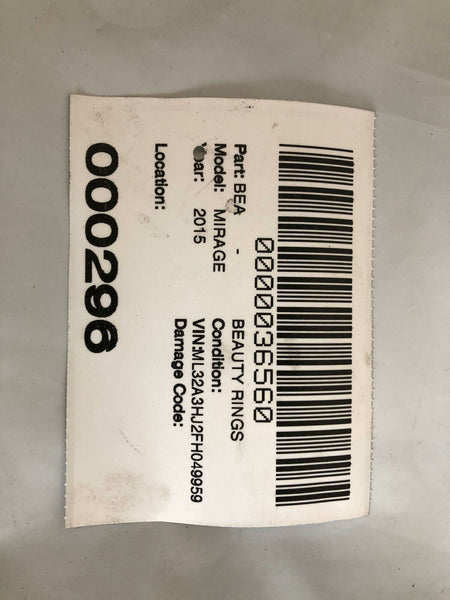 0000036560
Part: BEA - BEAUTY RINGS
Model: MIRAGE Condition:
Year: 2015 VIN:ML32A3HJ2FH049959
Damage Code:
Location:
000296